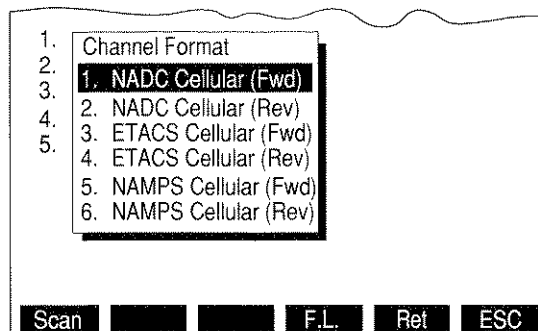 1.
2.
3.
4.
5.
Channel Format
1. NADC Cellular (Fwd)
2. NADC Cellular (Rev)
3. ETACS Cellular (Fwd)
4. ETACS Cellular (Rev)
5. NAMPS Cellular (Fwd)
6. NAMPS Cellular (Rev)
Scan F.L. Ret ESC